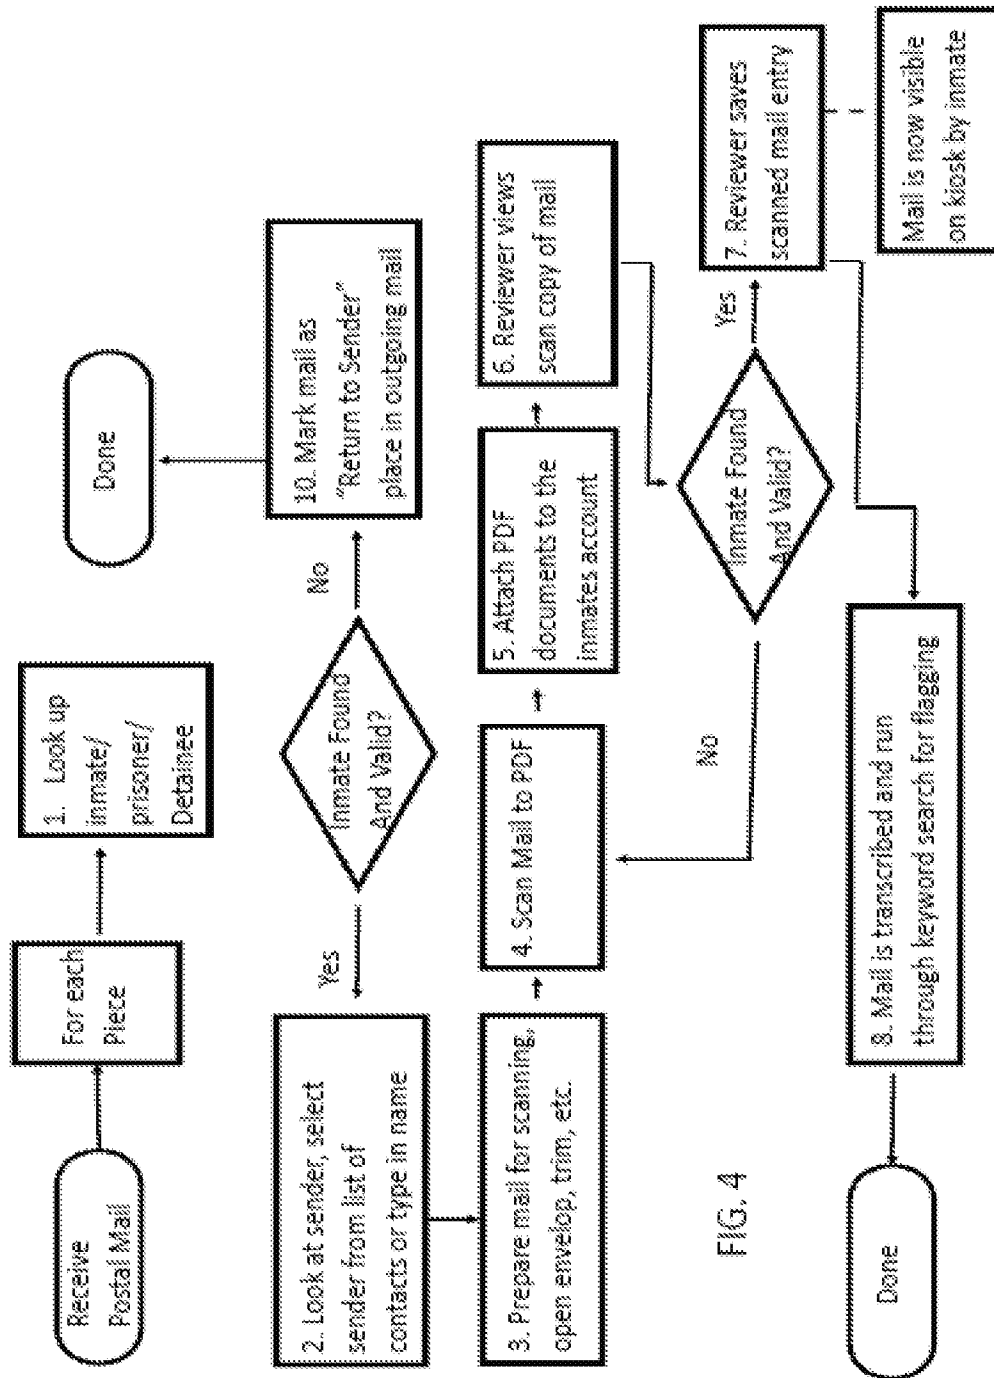 Receive
Postal Mail
For each
Piece
1. Look up
inmate/
prisoner/
Detainee
Done
2. Look at sender, select
sender from list of
contacts or type in name
Yes
Inmate Found
And Valid?
No
10. Mark mail as
“Return to Sender”
place in outgoing mail
3. Prepare mail for scanning,
open envelop, trim, etc.
4. Scan Mail to PDF
5. Attach PDF
documents to the
inmates account
6. Reviewer views
scan copy of mail
No
Inmate Found
And Valid?
Yes
7. Reviewer saves
scanned mail entry
FIG. 4
Done
8. Mail is transcribed and run
through keyword search for flagging
Mail is now visible
on kiosk by inmate